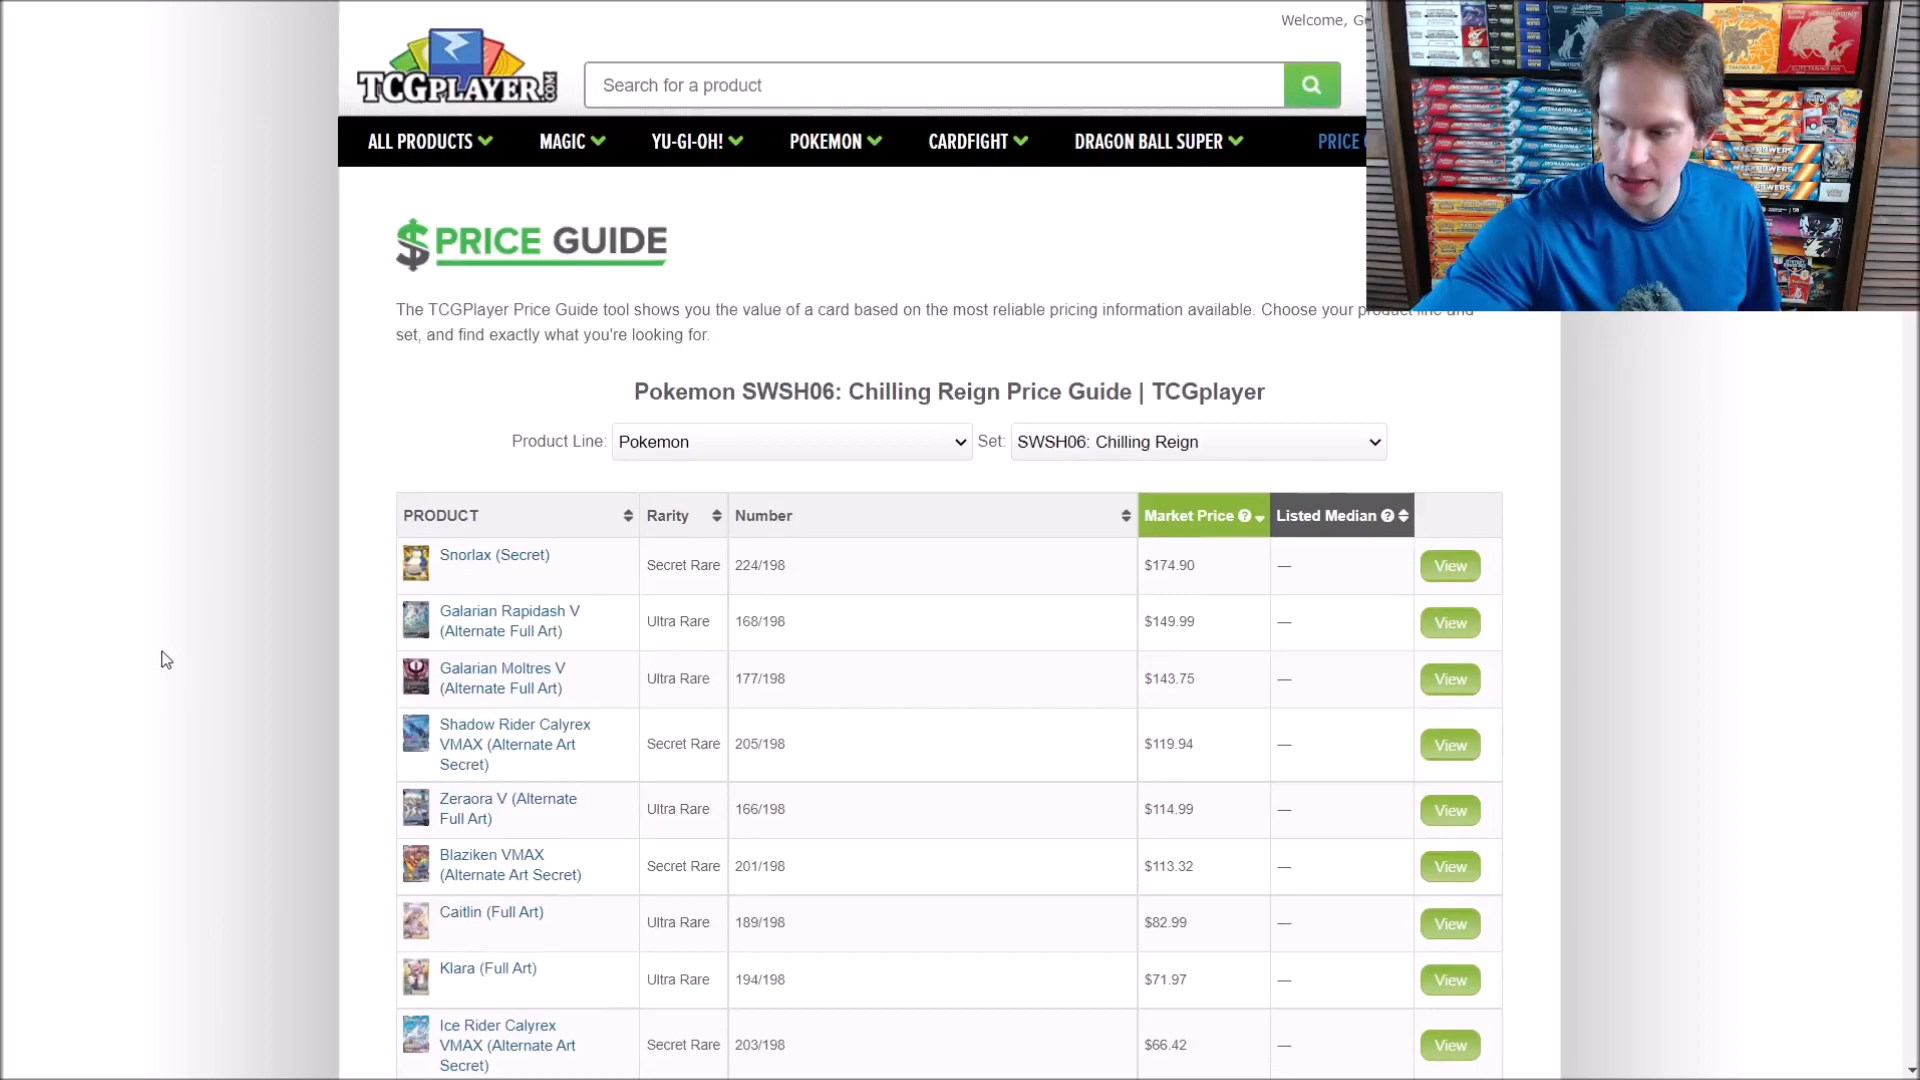 Welcome, G
TCGPLAYER.COM
Search for a product
ALL PRODUCTS MAGIC YU-GI-OH! POKEMON CARDFIGHT DRAGON BALL SUPER PRICE
$PRICE GUIDE
The TCGPlayer Price Guide tool shows you the value of a card based on the most reliable pricing information available. Choose your product line and
set, and find exactly what you're looking for.
Pokemon SWSH06: Chilling Reign Price Guide | TCGplayer
Product Line: Pokemon Set: SWSH06: Chilling Reign
PRODUCT Rarity Number Market Price Listed Median
Snorlax (Secret) Secret Rare 224/198 $174.90 — View
Galarian Rapidash V
(Alternate Full Art) Ultra Rare 168/198 $149.99 — View
Galarian Moltres V
(Alternate Full Art) Ultra Rare 177/198 $143.75 — View
Shadow Rider Calyrex
VMAX (Alternate Art Secret Rare 205/198 $119.94 — View
Secret)
Zeraora V (Alternate
Full Art) Ultra Rare 166/198 $114.99 — View
Blaziken VMAX
(Alternate Art Secret) Secret Rare 201/198 $113.32 — View
Caitlin (Full Art) Ultra Rare 189/198 $82.99 — View
Klara (Full Art) Ultra Rare 194/198 $71.97 — View
Ice Rider Calyrex
VMAX (Alternate Art Secret Rare 203/198 $66.42 — View
Secret)